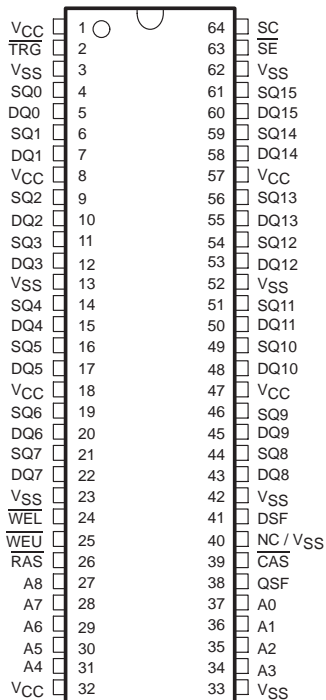 VCC 1 64 SC
TRG 2 63 SE
VSS 3 62 VSS
SQ0 4 61 SQ15
DQ0 5 60 DQ15
SQ1 6 59 SQ14
DQ1 7 58 DQ14
VCC 8 57 VCC
SQ2 9 56 SQ13
DQ2 10 55 DQ13
SQ3 11 54 SQ12
DQ3 12 53 DQ12
VSS 13 52 VSS
SQ4 14 51 SQ11
DQ4 15 50 DQ11
SQ5 16 49 SQ10
DQ5 17 48 DQ10
VCC 18 47 VCC
SQ6 19 46 SQ9
DQ6 20 45 DQ9
SQ7 21 44 SQ8
DQ7 22 43 DQ8
VSS 23 42 VSS
WEL 24 41 DSF
WEU 25 40 NC / VSS
RAS 26 39 CAS
A8 27 38 QSF
A7 28 37 A0
A6 29 36 A1
A5 30 35 A2
A4 31 34 A3
VCC 32 33 VSS